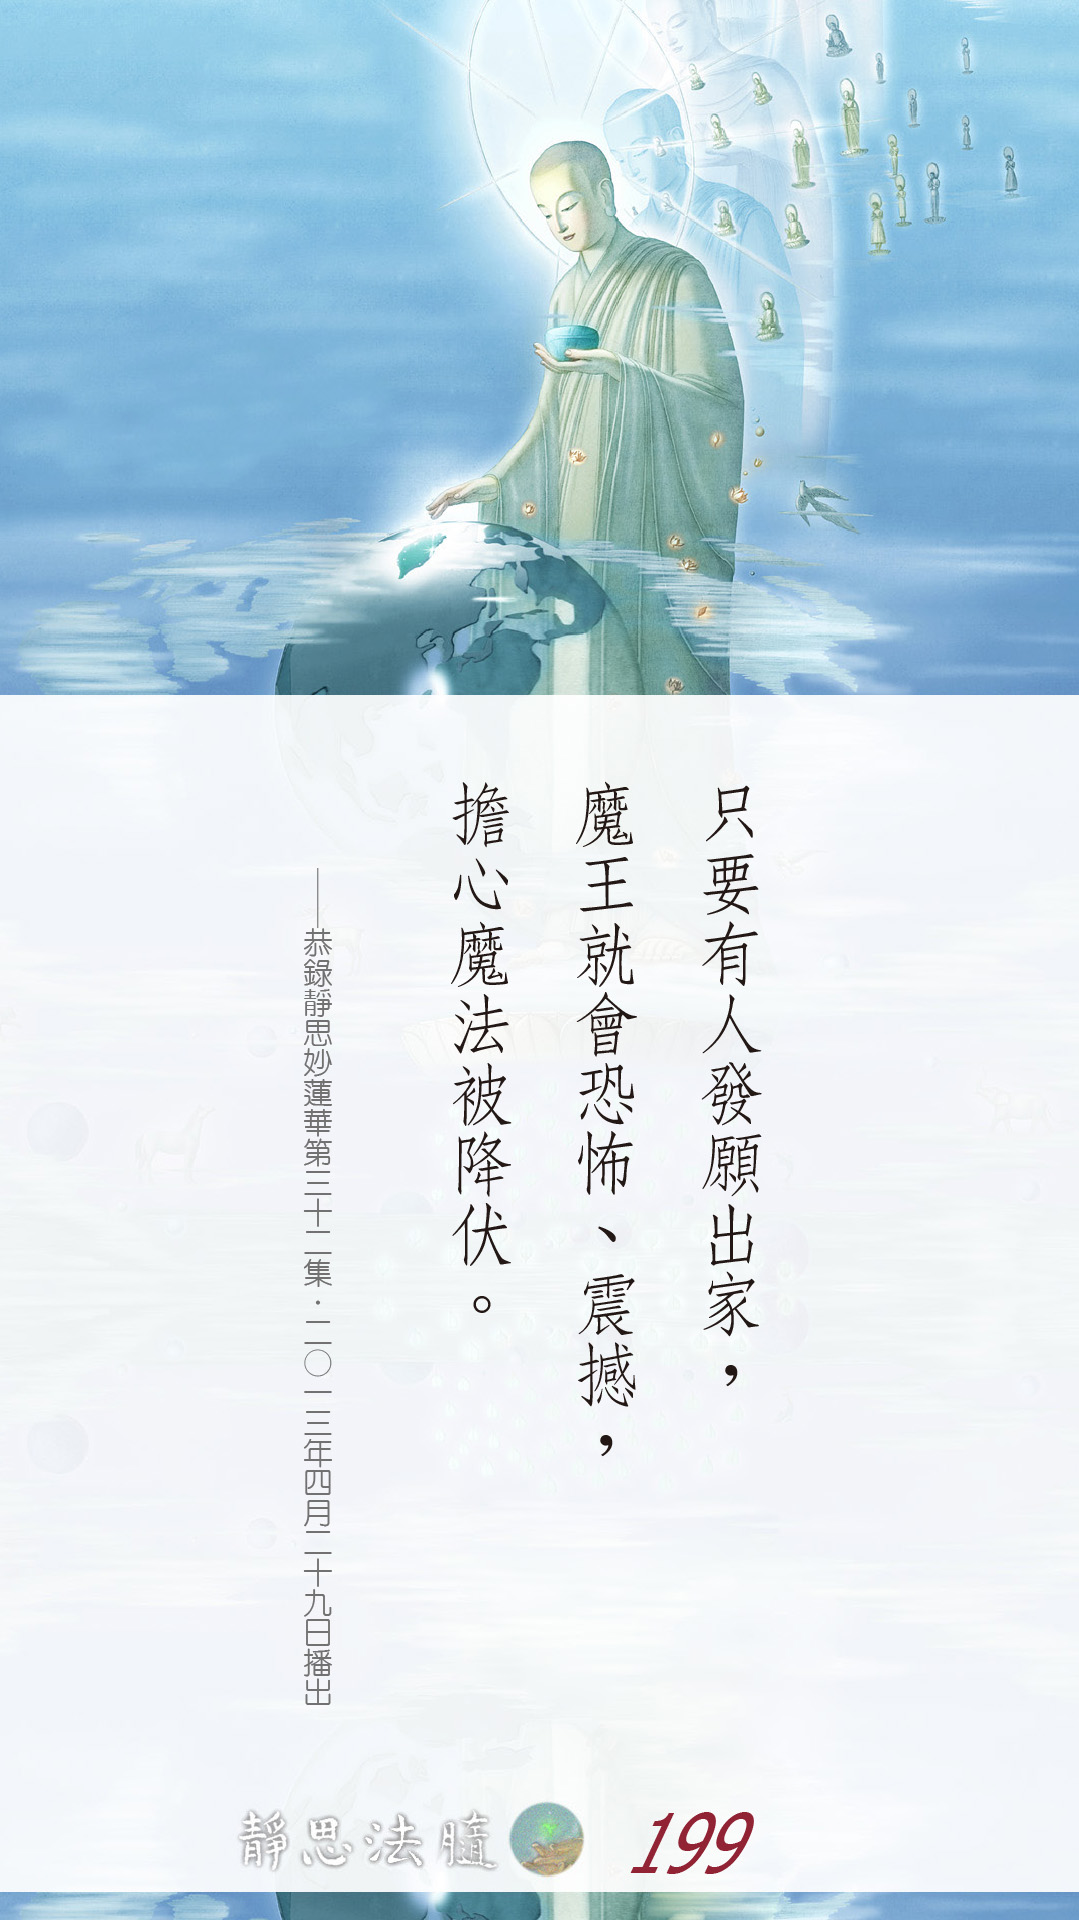 只要有人發願出家，
魔王就會恐怖、震撼，
擔心魔法被降伏。
——恭錄靜思妙蓮華第三十二集．二〇一三年四月二十九日播出
靜思法髓 199